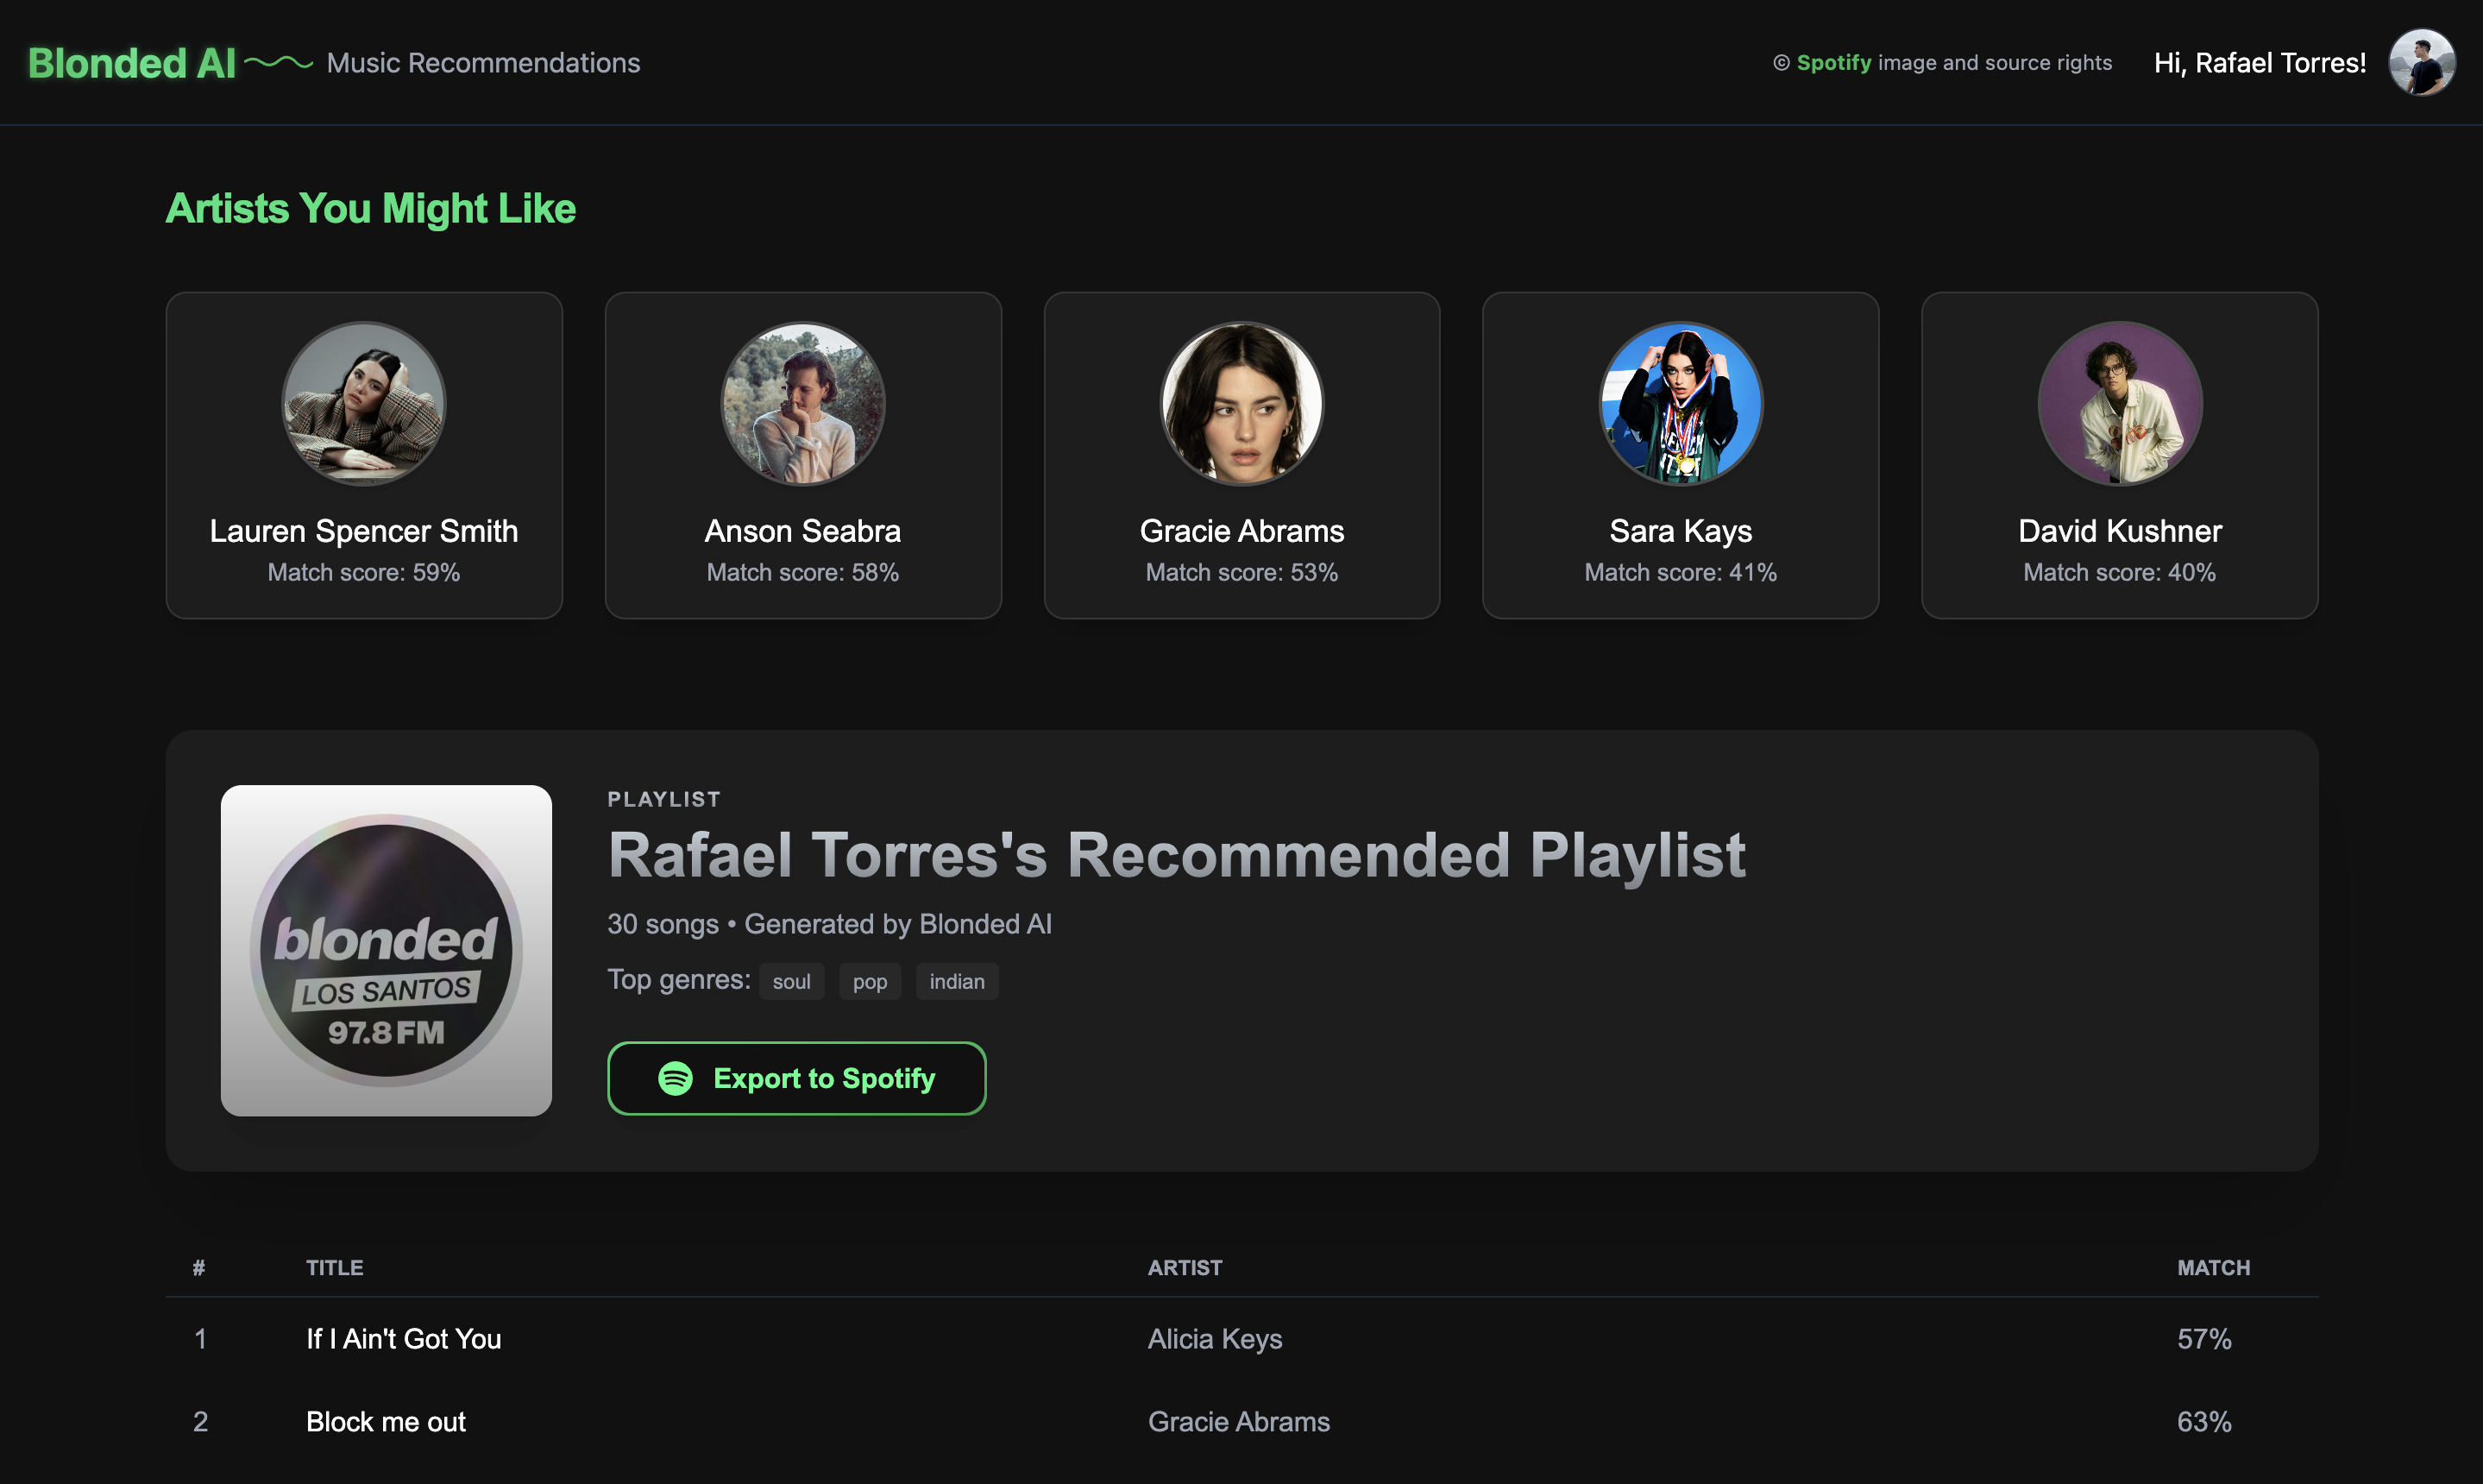 Blonded AI Music Recommendations
© Spotify image and source rights
Hi, Rafael Torres!
Artists You Might Like
Lauren Spencer Smith
Match score: 59%
Anson Seabra
Match score: 58%
Gracie Abrams
Match score: 53%
Sara Kays
Match score: 41%
David Kushner
Match score: 40%
blonded
LOS SANTOS
97.8 FM
PLAYLIST
Rafael Torres's Recommended Playlist
30 songs • Generated by Blonded AI
Top genres: soul pop indian
Export to Spotify
# TITLE ARTIST MATCH
1 If I Ain't Got You Alicia Keys 57%
2 Block me out Gracie Abrams 63%